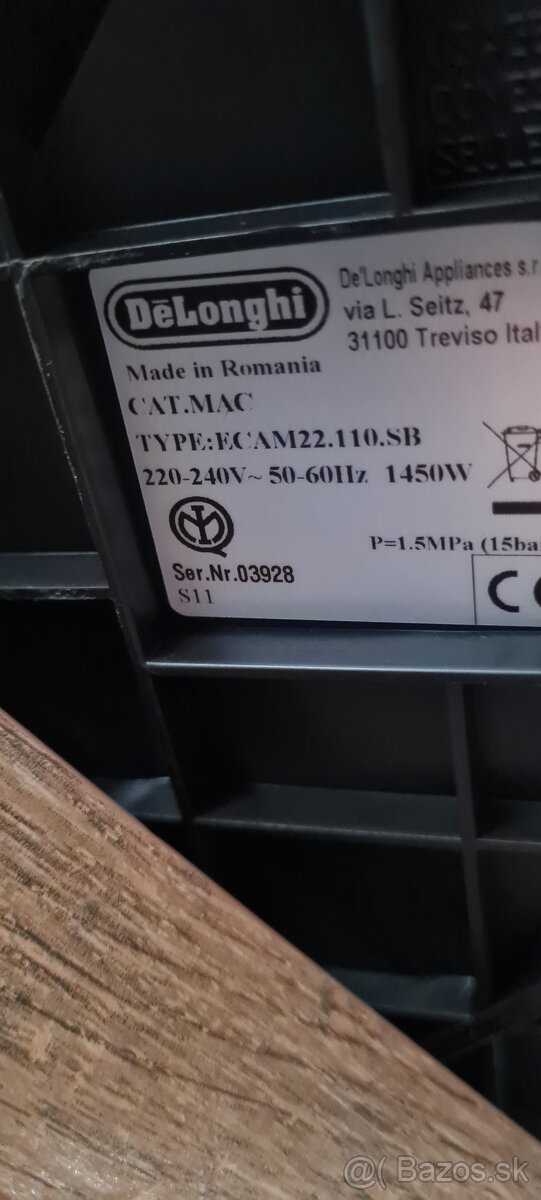 DeLonghi
De'Longhi Appliances s.r
via L. Seitz, 47
31100 Treviso Ital
Made in Romania
CAT.MAC
TYPE:ECAM22.110.SB
220-240V~ 50-60Hz 1450W
P=1.5MPa (15ba
Ser.Nr.03928
S11
CE
@( Bazos.sk